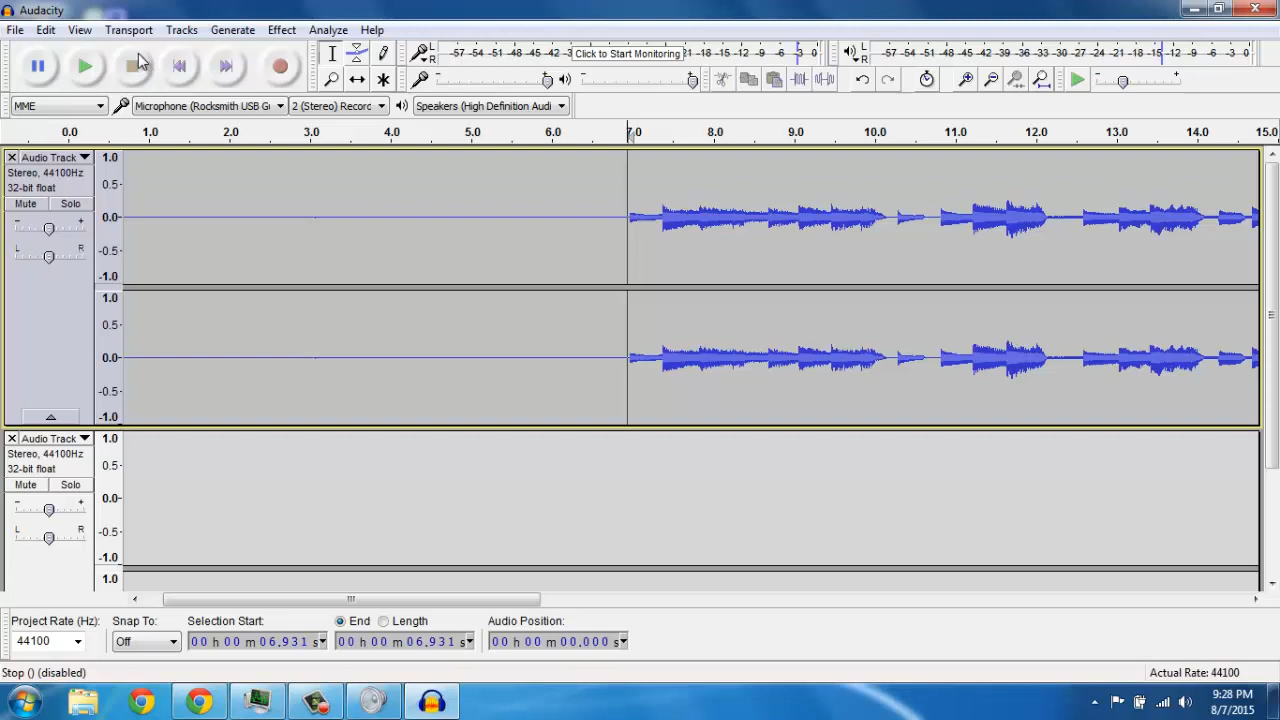 Audacity
File Edit View Transport Tracks Generate Effect Analyze Help
L R -57 -54 -51 -48 -45 -42 Click to Start Monitoring 21 -18 -15 -12 -9 -6 -3 0 L R -57 -54 -51 -48 -45 -42 -39 -36 -33 -30 -27 -24 -21 -18 -15 -12 -9 -6 -3 0
MME Microphone (Rocksmith USB G 2 (Stereo) Record Speakers (High Definition Audi
0.0 1.0 2.0 3.0 4.0 5.0 6.0 7.0 8.0 9.0 10.0 11.0 12.0 13.0 14.0 15.0
Audio Track 1.0
Stereo, 44100Hz
32-bit float 0.5
Mute Solo
- + 0.0
L R -0.5
-1.0
1.0
0.5
0.0
-0.5
-1.0
Audio Track 1.0
Stereo, 44100Hz
32-bit float 0.5
Mute Solo
- + 0.0
L R -0.5
-1.0
1.0
Project Rate (Hz): Snap To: Selection Start: End Length Audio Position:
44100 Off 00 h 00 m 06.931 s 00 h 00 m 06.931 s 00 h 00 m 00.000 s
Stop () (disabled) Actual Rate: 44100
9:28 PM
8/7/2015